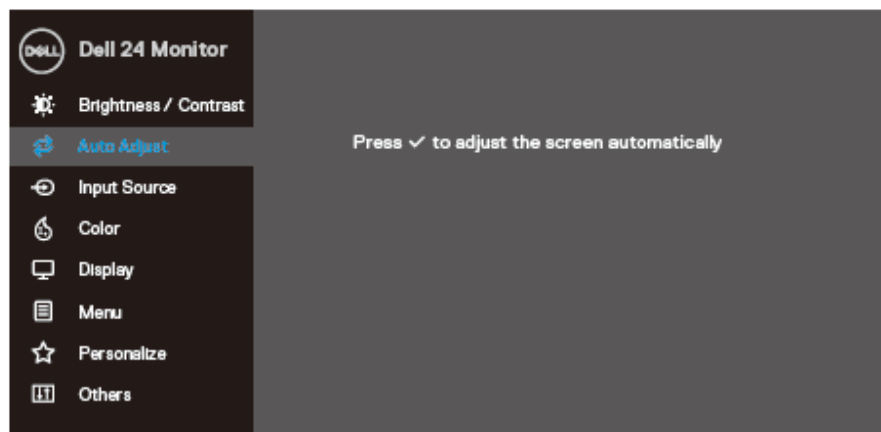 DELL Dell 24 Monitor
Brightness / Contrast
Auto Adjust
Press ✓ to adjust the screen automatically
Input Source
Color
Display
Menu
Personalize
Others